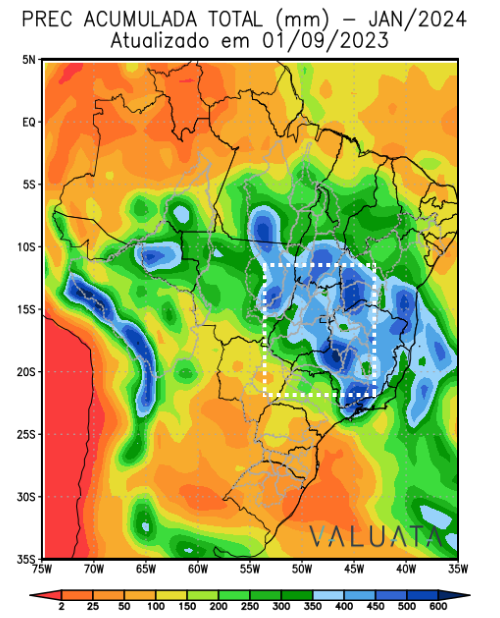 PREC ACUMULADA TOTAL (mm) – JAN/2024
Atualizado em 01/09/2023
5N
EQ
5S
10S
15S
20S
25S
30S
35S
VALUATA
75W 70W 65W 60W 55W 50W 45W 40W 35W
2 25 50 100 150 200 250 300 350 400 450 500 600